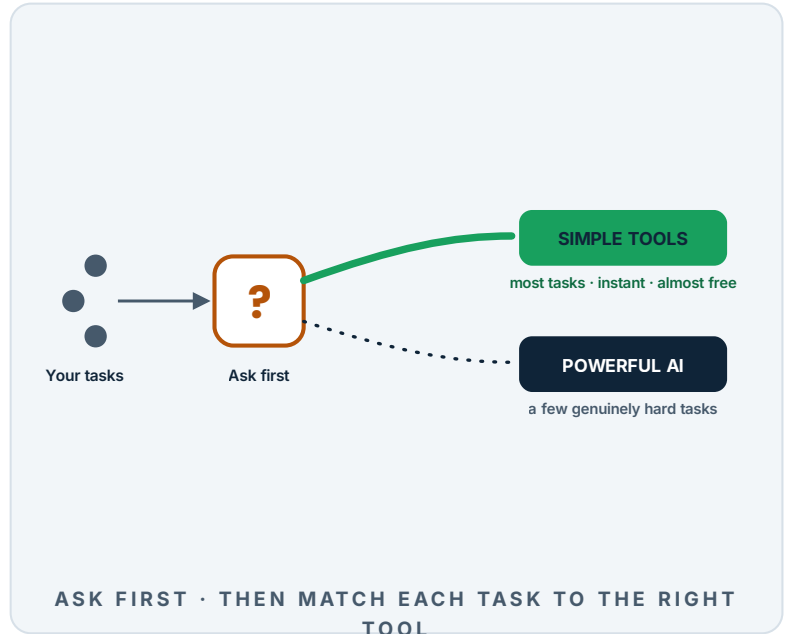 SIMPLE TOOLS
most tasks · instant · almost free
?
POWERFUL AI
Your tasks
Ask first
a few genuinely hard tasks
ASK FIRST · THEN MATCH EACH TASK TO THE RIGHT
TOOL